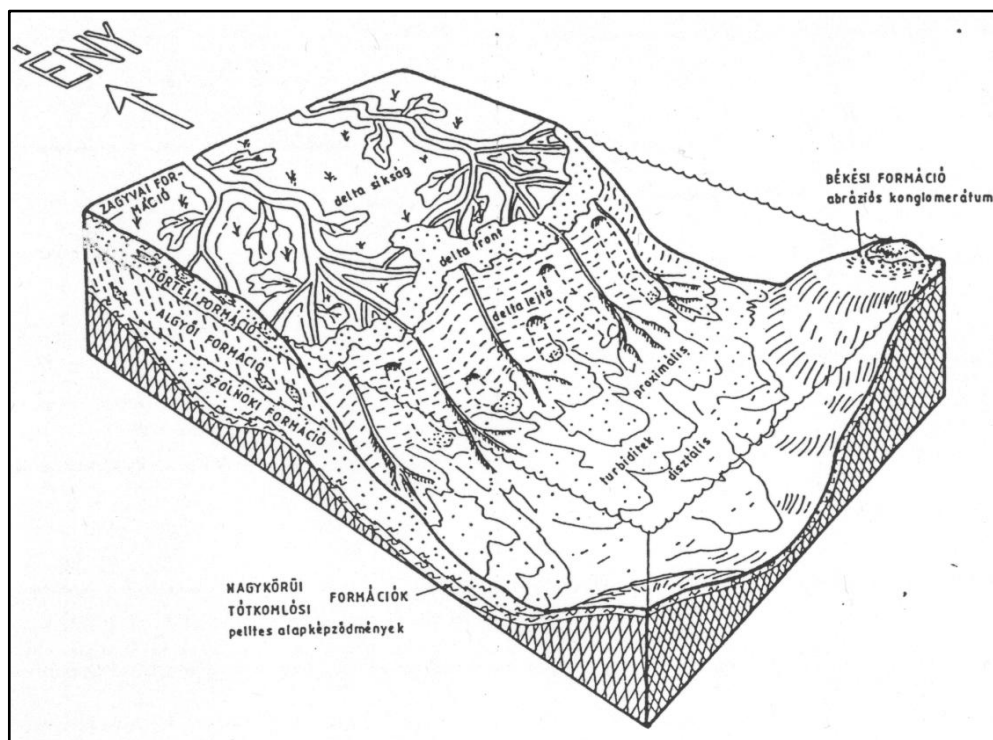 ÉNY
ZAGYVAI FOR-
MÁCIÓ
TÖRTELI FORMÁCIÓ
ALGYŐI FORMÁCIÓ
SZOLNOKI FORMÁCIÓ
delta síkság
delta front
delta lejtő
proximális
turbiditek
disztális
BÉKÉSI FORMÁCIÓ
abráziós konglomerátum
NAGYKÖRÜI
TÓTKOMLÓSI FORMÁCIÓK
pelites alapképződmények